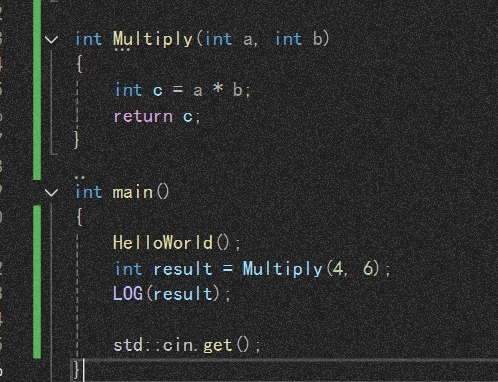 int Multiply(int a, int b)
{
int c = a * b;
return c;
}
int main()
{
HelloWorld();
int result = Multiply(4, 6);
LOG(result);
std::cin.get();
}